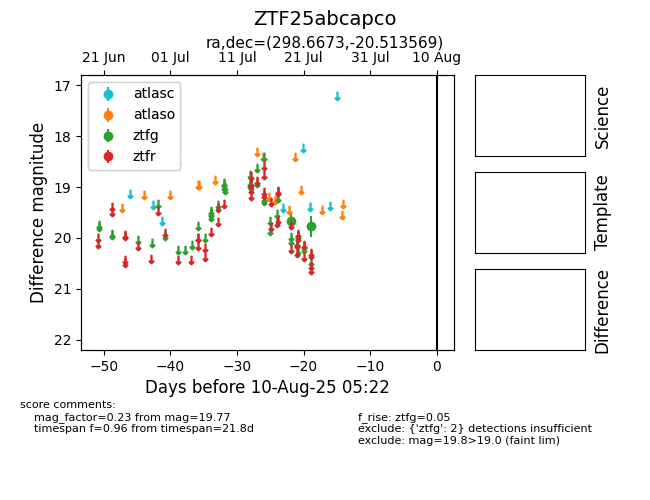 ZTF25abcapco
ra,dec=(298.6673,-20.513569)
21 Jun 01 Jul 11 Jul 21 Jul 31 Jul 10 Aug
atlasc
atlaso
ztfg
ztfr
17
18
19
20
21
22
Difference magnitude
−50 −40 −30 −20 −10 0
Days before 10-Aug-25 05:22
Science
Template
Difference
score comments:
mag_factor=0.23 from mag=19.77
timespan f=0.96 from timespan=21.8d
f_rise: ztfg=0.05
exclude: {'ztfg': 2} detections insufficient
exclude: mag=19.8>19.0 (faint lim)